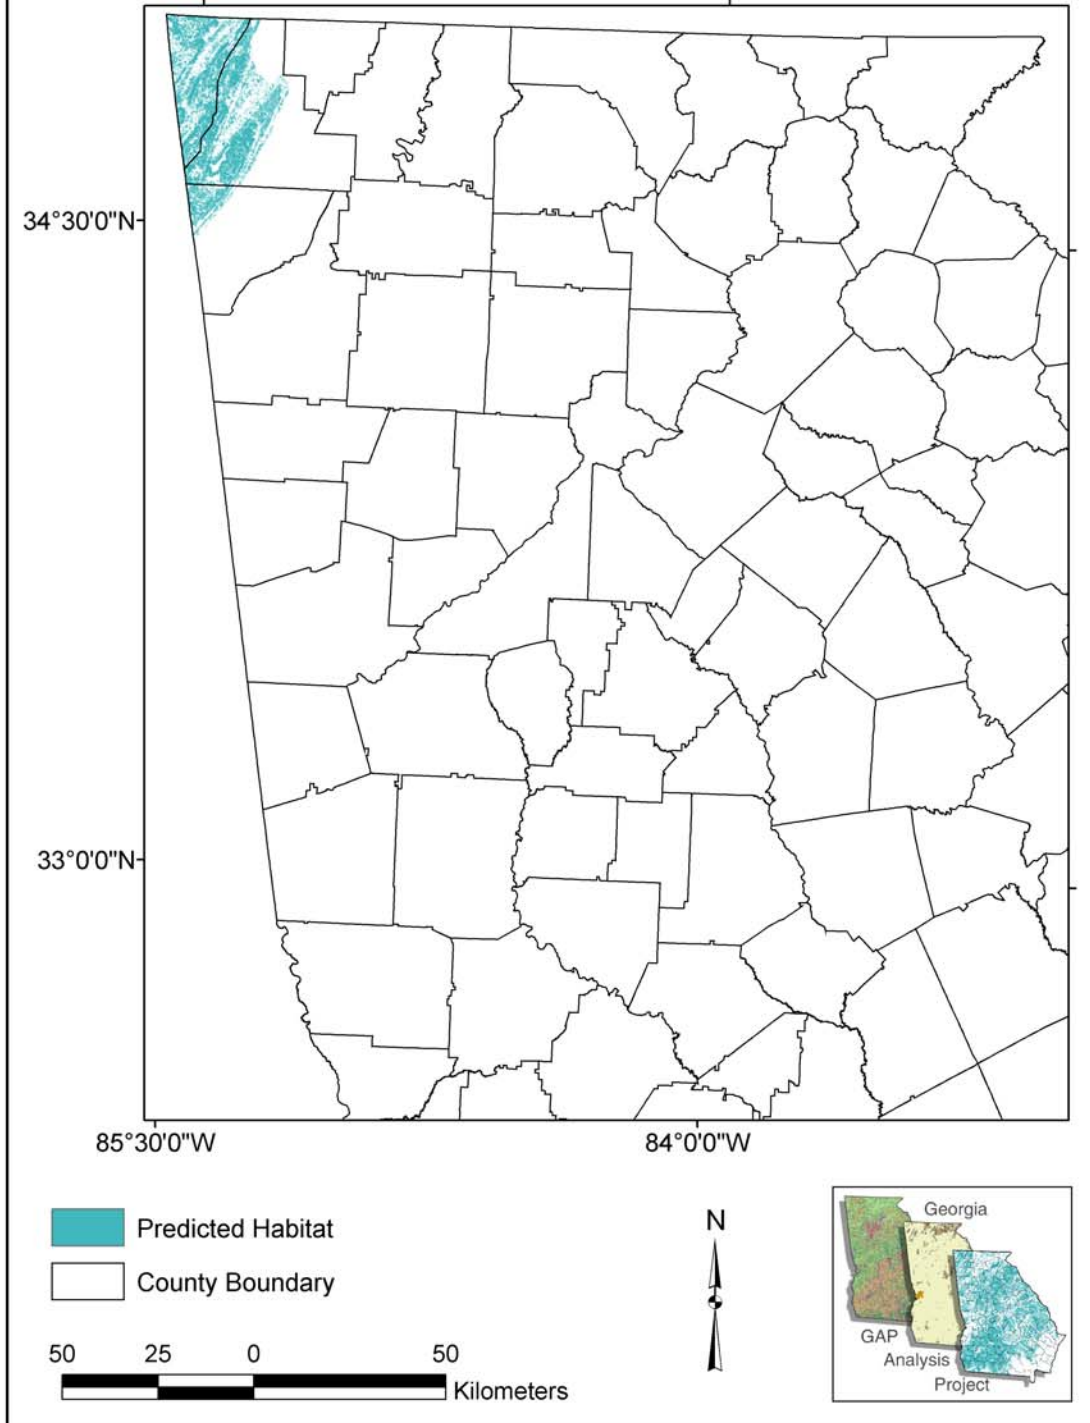 34°30'0"N
33°0'0"N
85°30'0"W
84°0'0"W
Predicted Habitat
County Boundary
50 25 0 50
Kilometers
N
Georgia
GAP
Analysis
Project